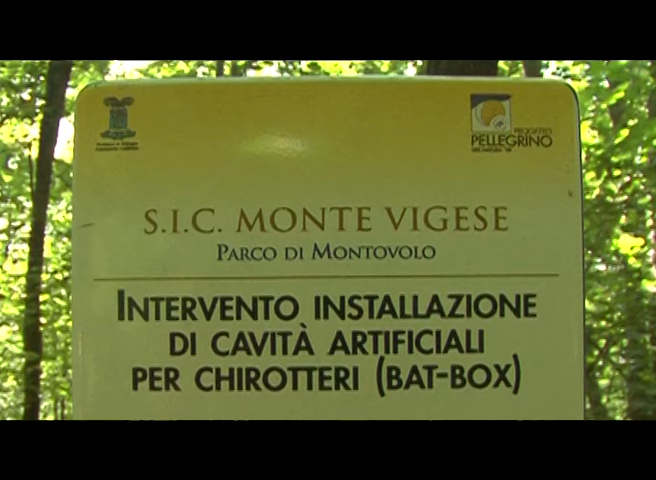 PROGETTO
PELLEGRINO
S.I.C. MONTE VIGESE
PARCO DI MONTOVOLO
INTERVENTO INSTALLAZIONE
DI CAVITÀ ARTIFICIALI
PER CHIROTTERI (BAT-BOX)